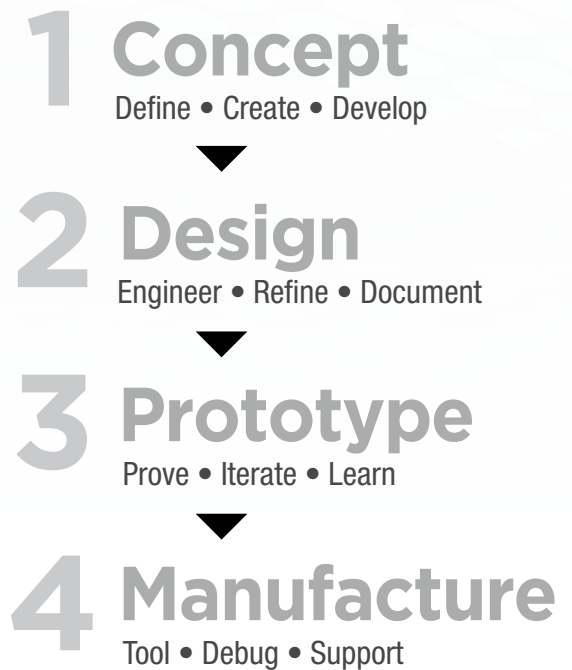 1 Concept
Define • Create • Develop
2 Design
Engineer • Refine • Document
3 Prototype
Prove • Iterate • Learn
4 Manufacture
Tool • Debug • Support